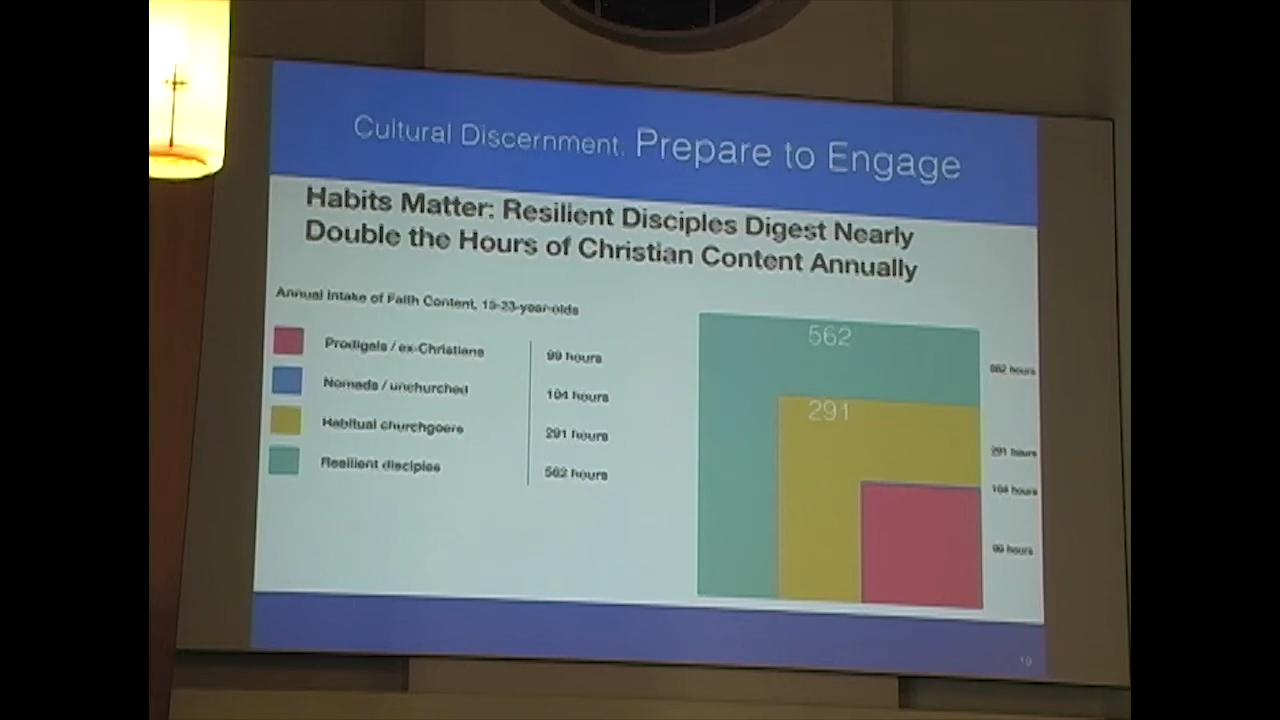 Cultural Discernment: Prepare to Engage
Habits Matter: Resilient Disciples Digest Nearly
Double the Hours of Christian Content Annually
Annual Intake of Faith Content, 15-23-year-olds
Prodigals / ex-Christians 99 hours
Nomads / unchurched 104 hours
Habitual churchgoers 291 hours
Resilient disciples 562 hours
562
291
562 hours
291 hours
104 hours
99 hours
19